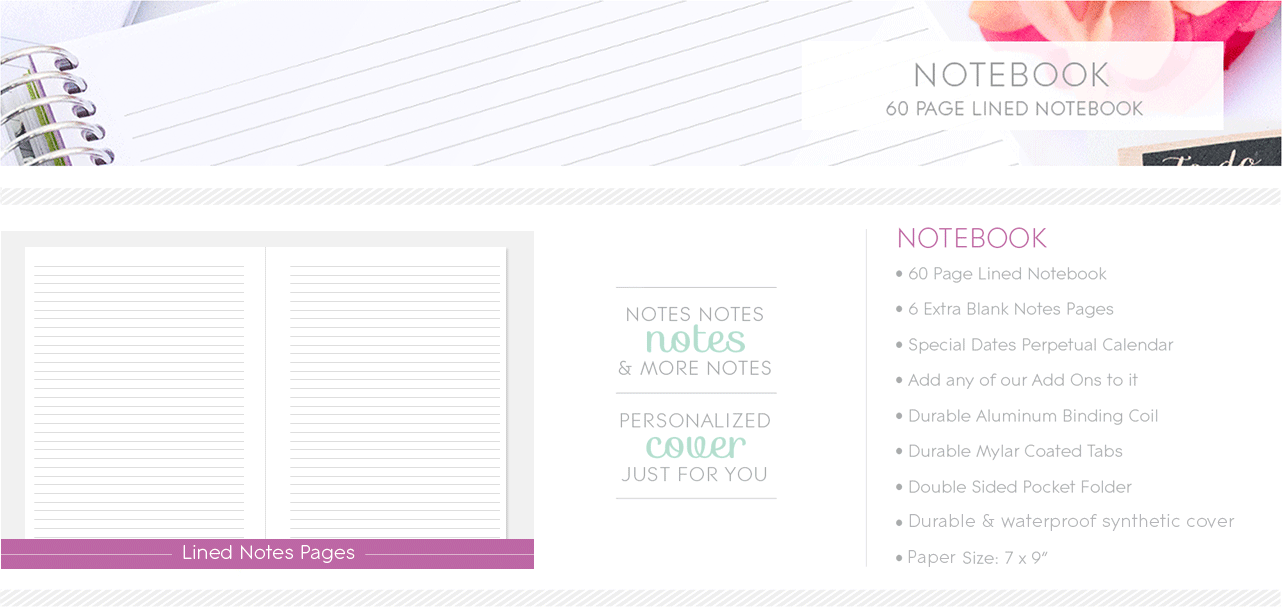 NOTEBOOK
60 PAGE LINED NOTEBOOK
To do
Lined Notes Pages
NOTES NOTES
notes
& MORE NOTES
PERSONALIZED
cover
JUST FOR YOU
NOTEBOOK
• 60 Page Lined Notebook
• 6 Extra Blank Notes Pages
• Special Dates Perpetual Calendar
• Add any of our Add Ons to it
• Durable Aluminum Binding Coil
• Durable Mylar Coated Tabs
• Double Sided Pocket Folder
• Durable & waterproof synthetic cover
• Paper Size: 7 x 9”